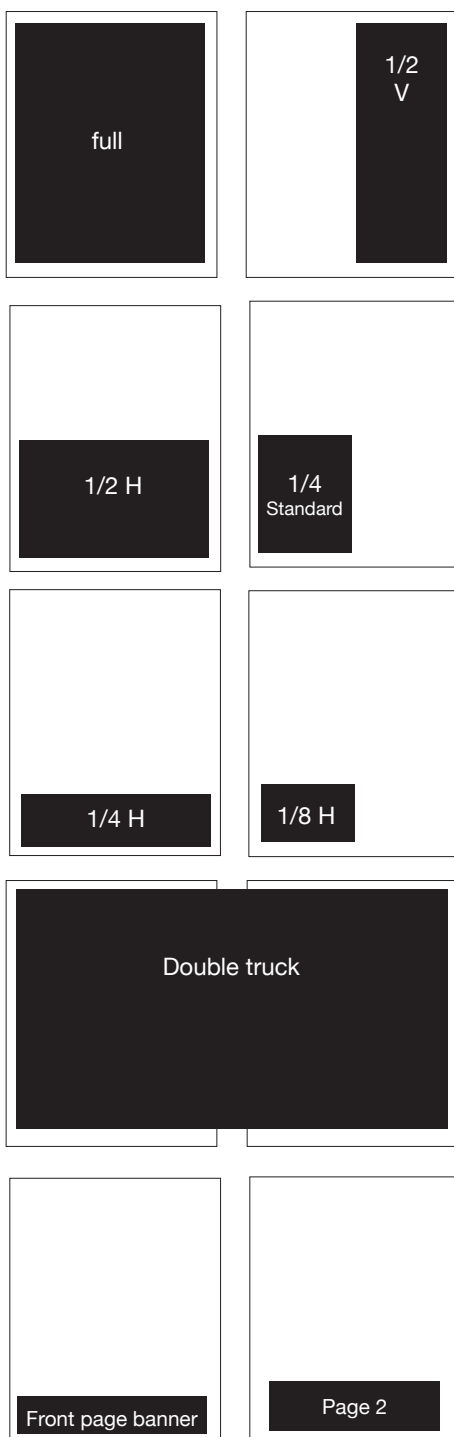 full
1/2
V
1/2 H
1/4
Standard
1/4 H
1/8 H
Double truck
Front page banner
Page 2